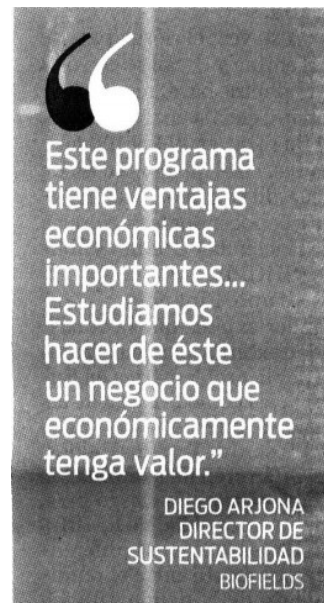 “
Este programa
tiene ventajas
económicas
importantes...
Estudiamos
hacer de éste
un negocio que
económicamente
tenga valor.”
DIEGO ARJONA
DIRECTOR DE
SUSTENTABILIDAD
BIOFIELDS